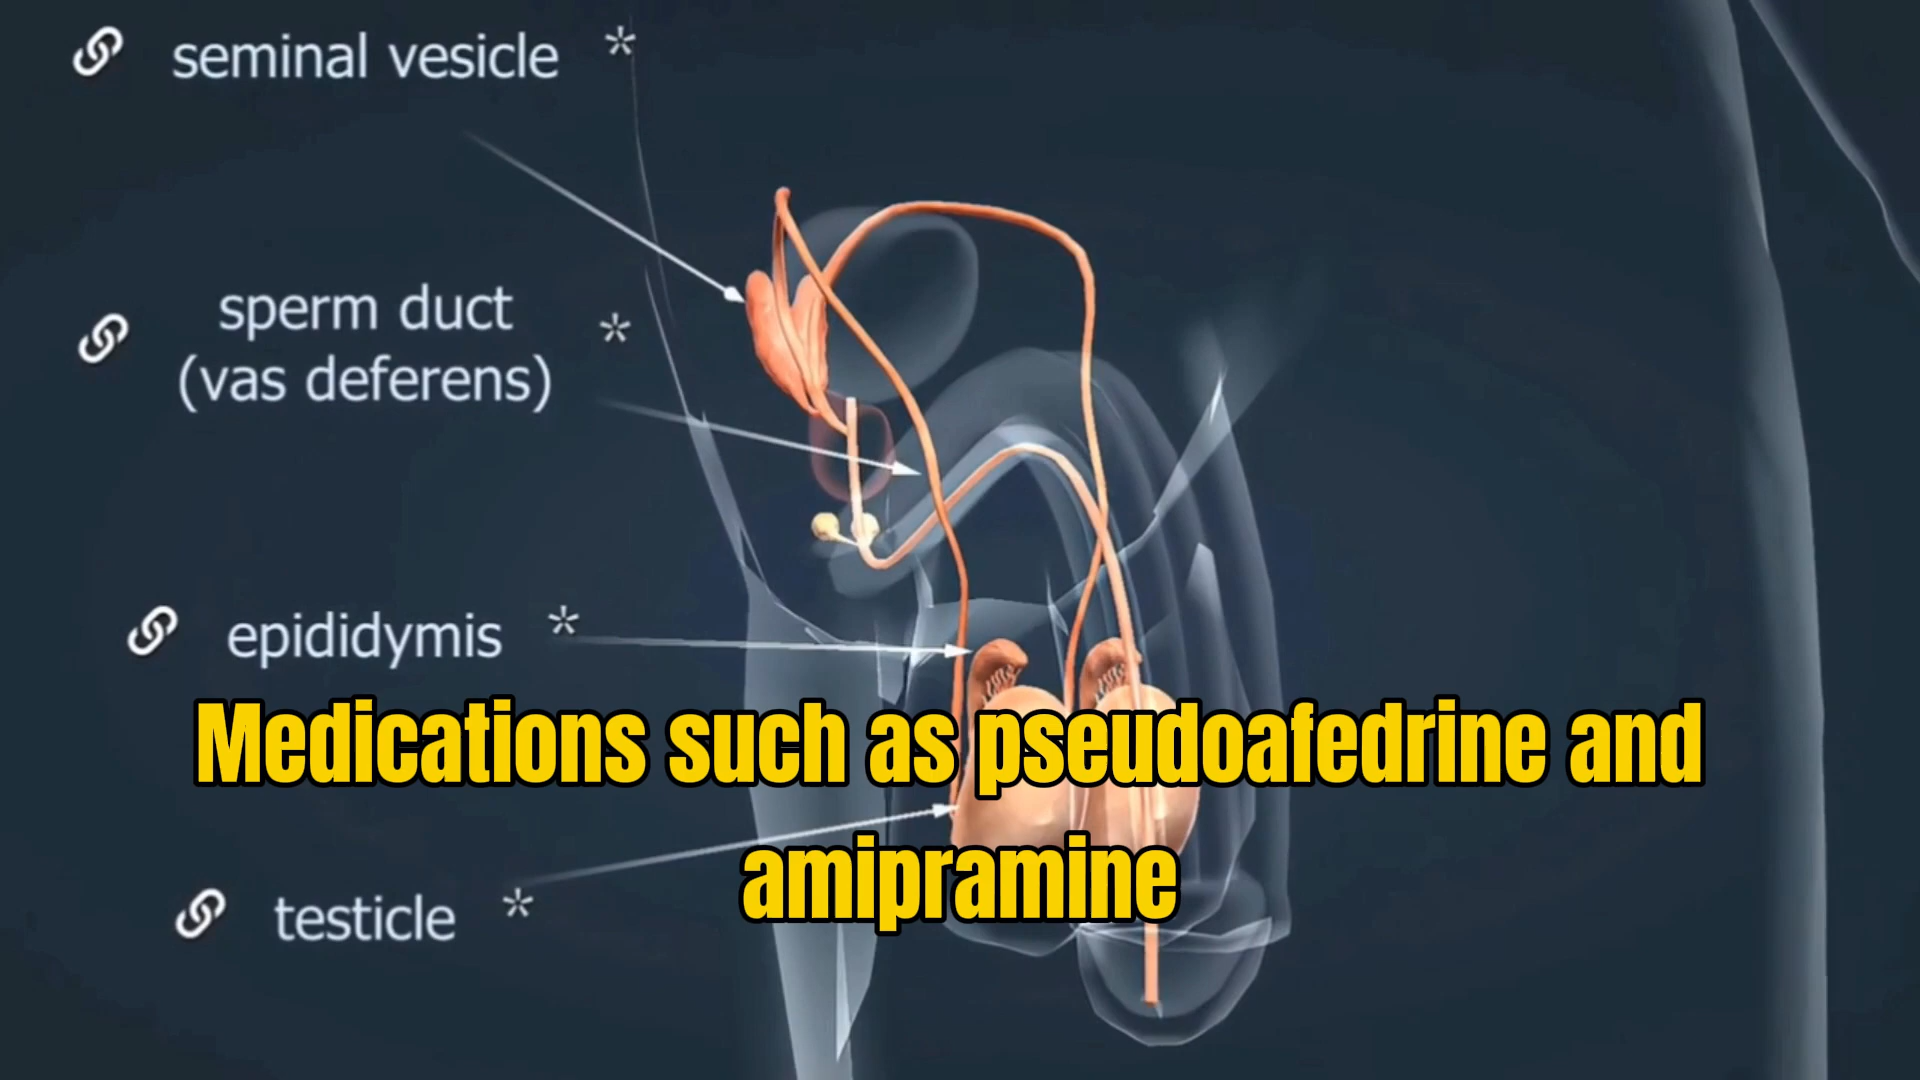 seminal vesicle *
sperm duct *
(vas deferens)
epididymis *
Medications such as pseudoafedrine and
amipramine
testicle *